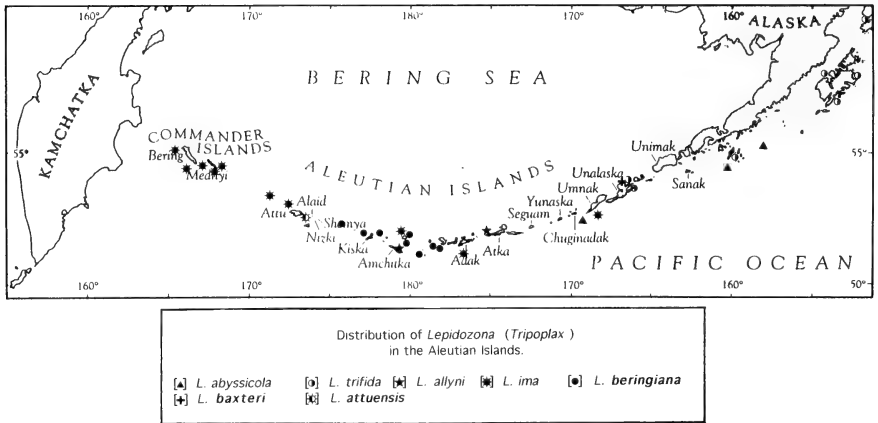 160° 170° 180° 170° 160°
ALASKA
BERING SEA
KAMCHATKA
COMMANDER
ISLANDS
55° Bering
Mednyi
Unimak
55°
ALEUTIAN ISLANDS
Unalaska
Sanak
Umnak
Alaid
Yunaska
Attu
Shemya
Seguam
Nizki
Atka
Chuginadak
Kiska
Adak
Amchitka
PACIFIC OCEAN
160° 170° 180° 170° 160° 50°
Distribution of Lepidozona (Tripoplax)
in the Aleutian Islands.
[▲] L. abyssicola [◑] L. trifida [★] L. allyni [✸] L. ima [●] L. beringiana
[✚] L. baxteri [◐] L. attuensis